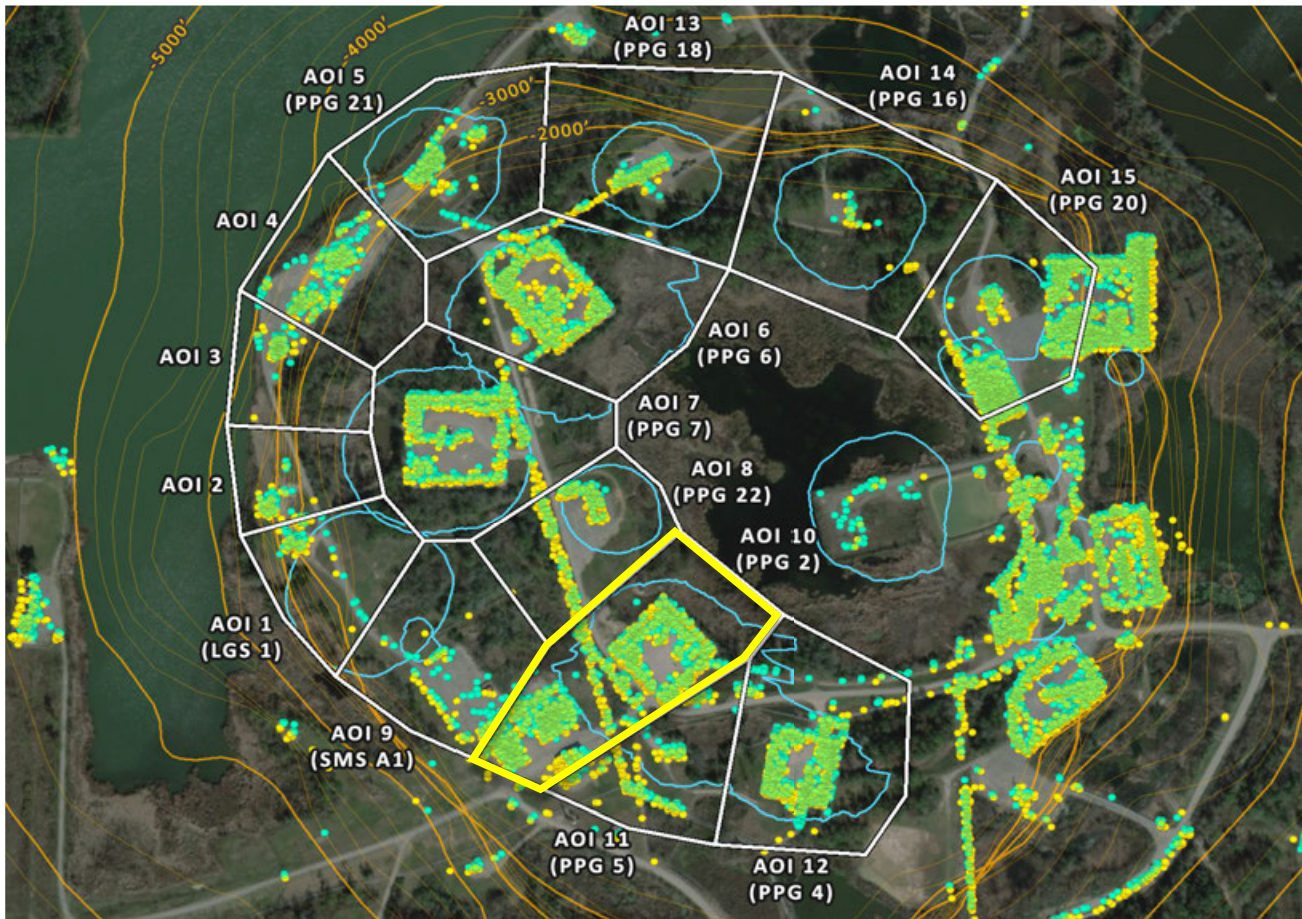 -5000'
-4000'
AOI 13
(PPG 18)
AOI 5
(PPG 21)
AOI 14
(PPG 16)
-3000'
-2000'
AOI 15
(PPG 20)
AOI 4
AOI 6
(PPG 6)
AOI 3
AOI 7
(PPG 7)
AOI 8
(PPG 22)
AOI 2
AOI 10
(PPG 2)
AOI 1
(LGS 1)
AOI 9
(SMS A1)
AOI 11
(PPG 5)
AOI 12
(PPG 4)